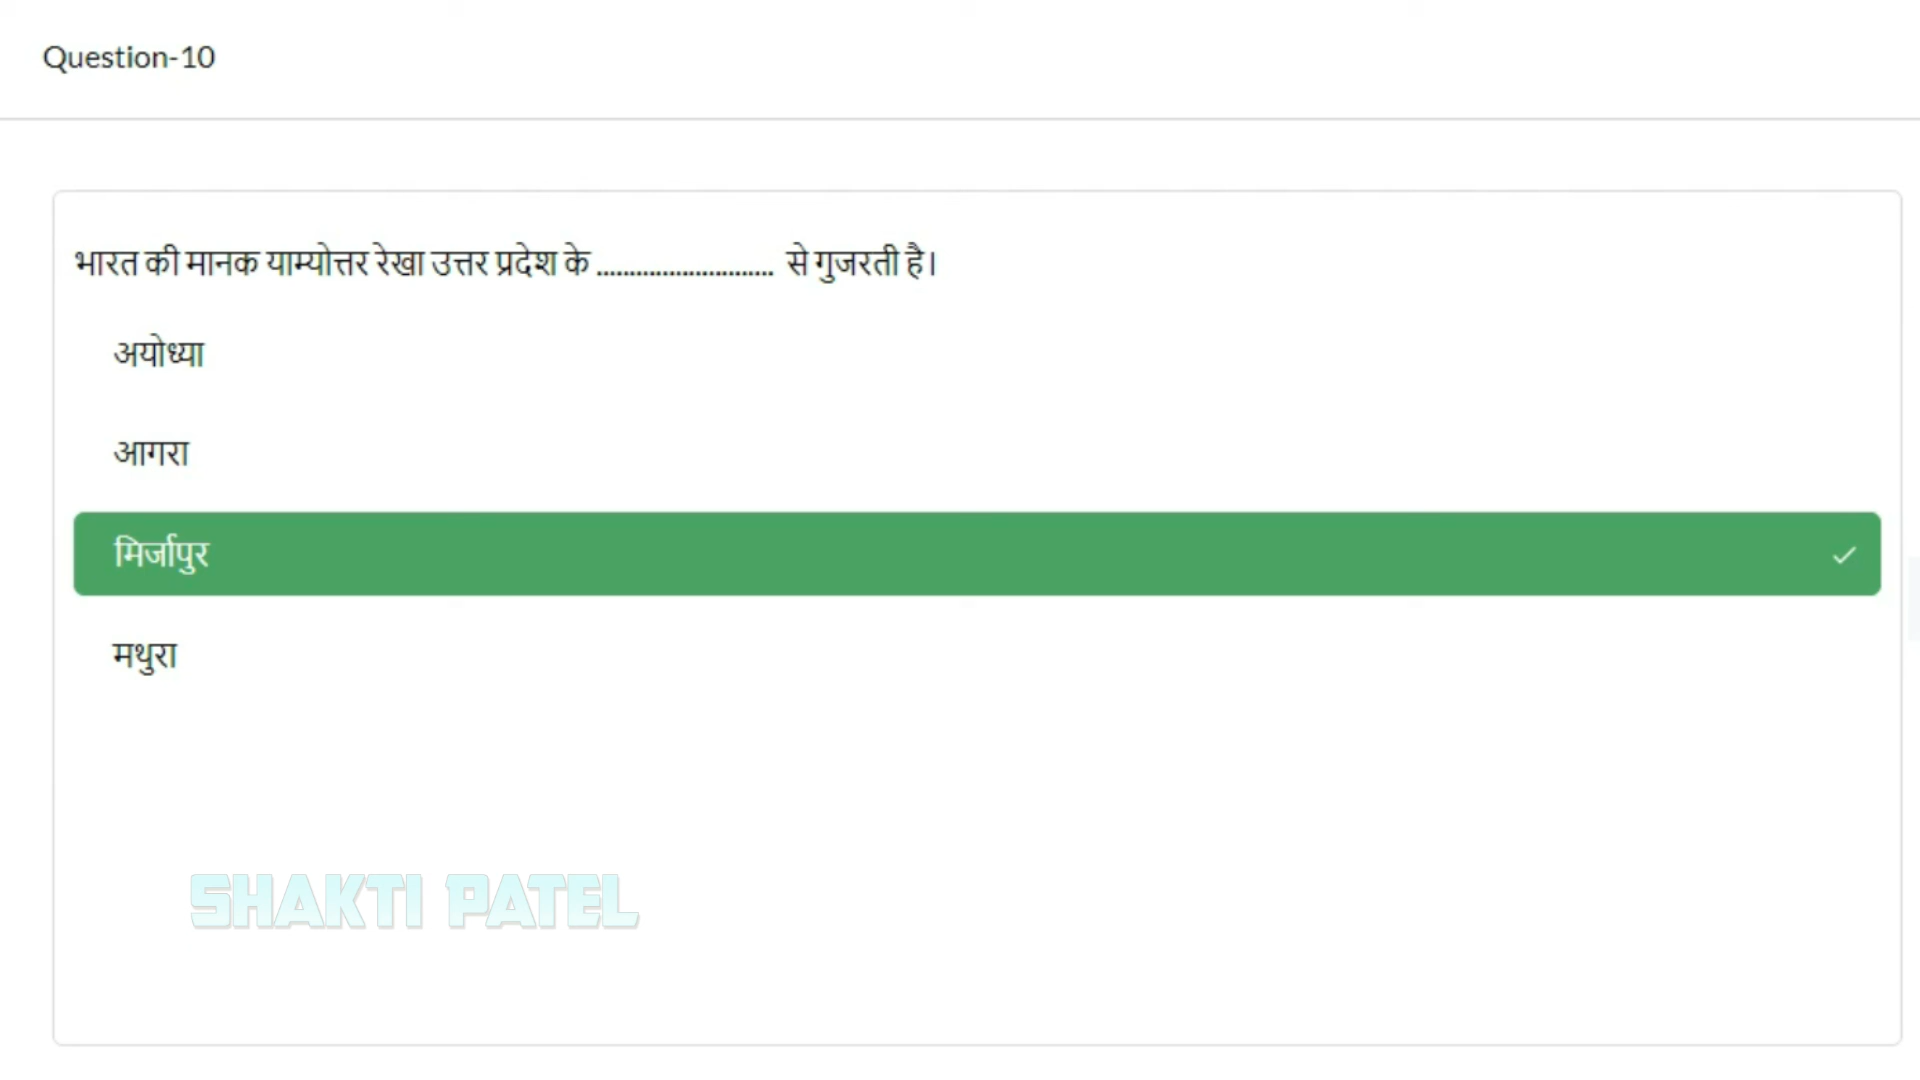 Question-10
भारत की मानक याम्योत्तर रेखा उत्तर प्रदेश के ........................... से गुजरती है।
अयोध्या
आगरा
मिर्जापुर
मथुरा
SHAKTI PATEL